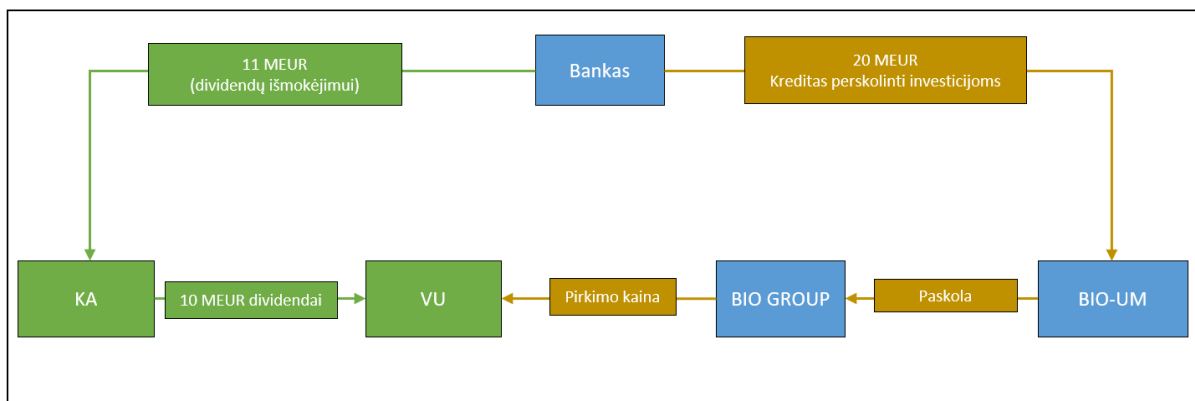 11 MEUR
(dividendų išmokėjimui)
Bankas
20 MEUR
Kreditas perskolinti investicijoms
KA
10 MEUR dividendai
VU
Pirkimo kaina
BIO GROUP
Paskola
BIO-UM